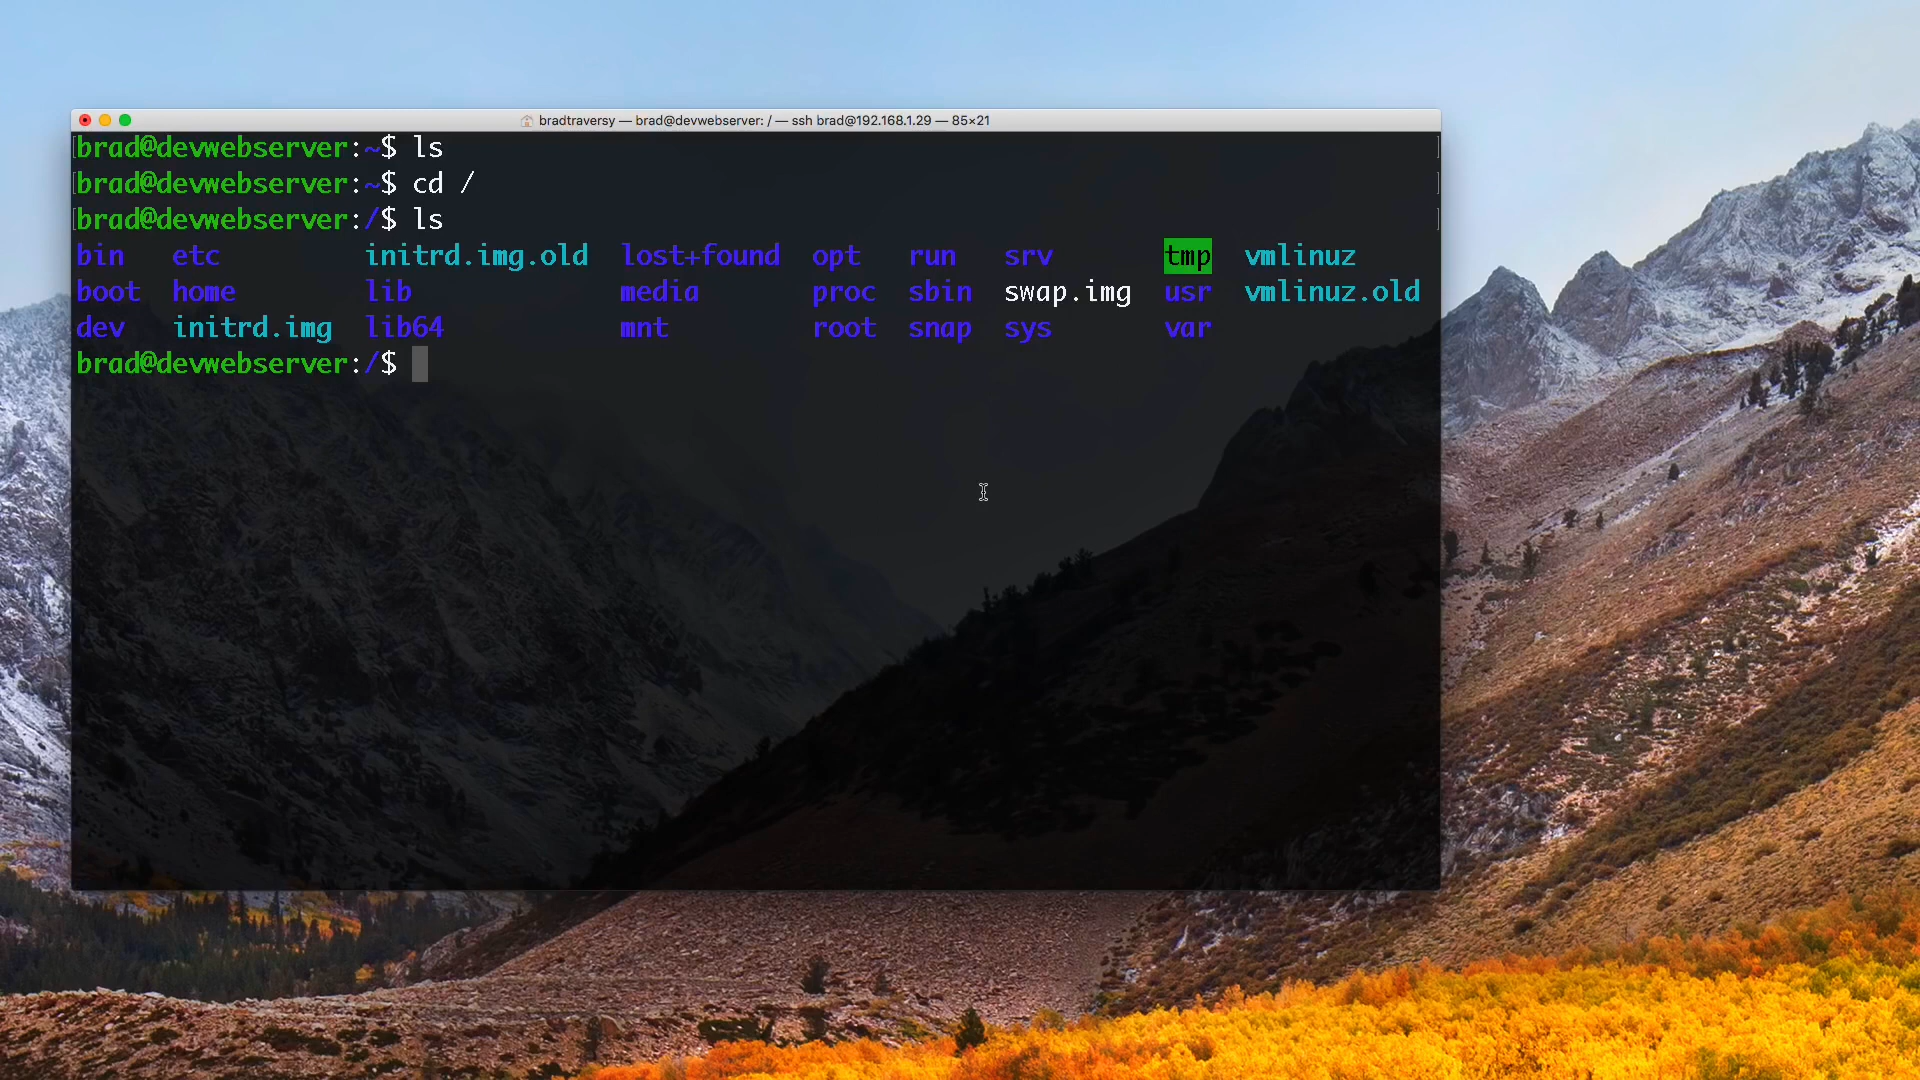 bradtraversy — brad@devwebserver: / — ssh brad@192.168.1.29 — 85×21
[brad@devwebserver:~$ ls
[brad@devwebserver:~$ cd /
[brad@devwebserver:/$ ls
bin etc initrd.img.old lost+found opt run srv tmp vmlinuz
boot home lib media proc sbin swap.img usr vmlinuz.old
dev initrd.img lib64 mnt root snap sys var
brad@devwebserver:/$